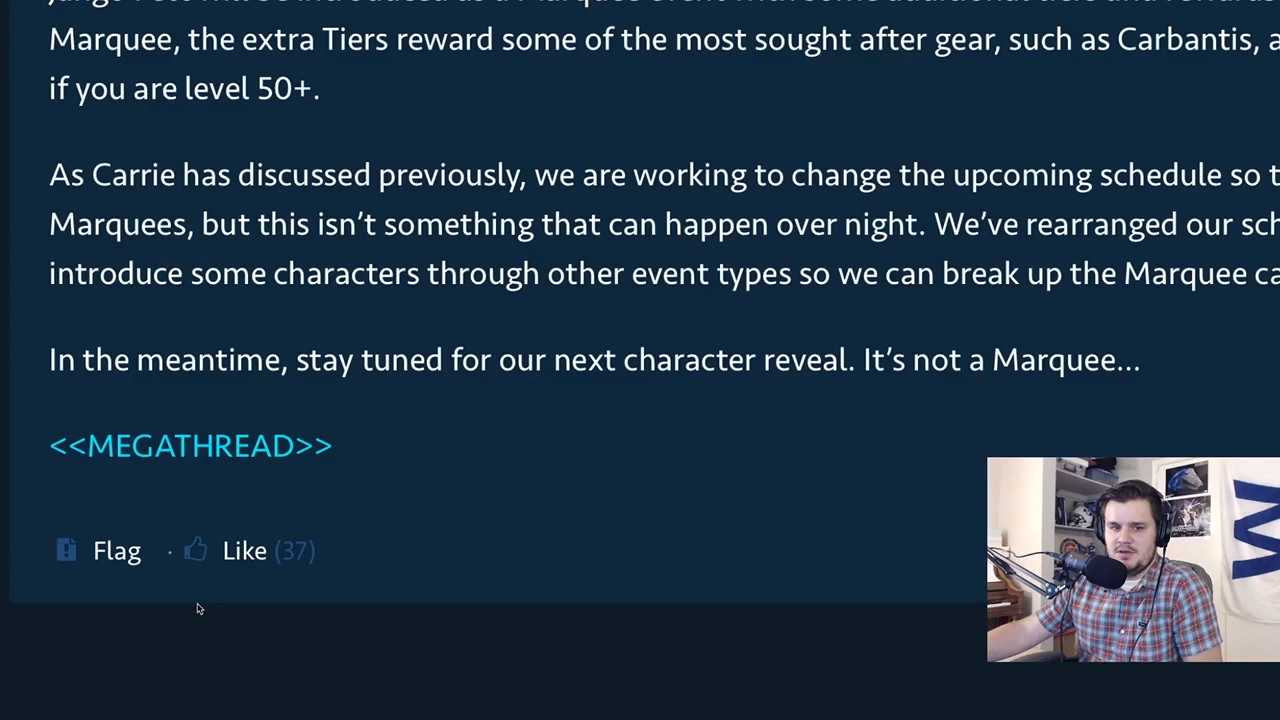 Marquee, the extra Tiers reward some of the most sought after gear, such as Carbantis,
if you are level 50+.
As Carrie has discussed previously, we are working to change the upcoming schedule so
Marquees, but this isn’t something that can happen over night. We’ve rearranged our
introduce some characters through other event types so we can break up the Marquee
In the meantime, stay tuned for our next character reveal. It’s not a Marquee...
<<MEGATHREAD>>
Flag · Like (37)
W